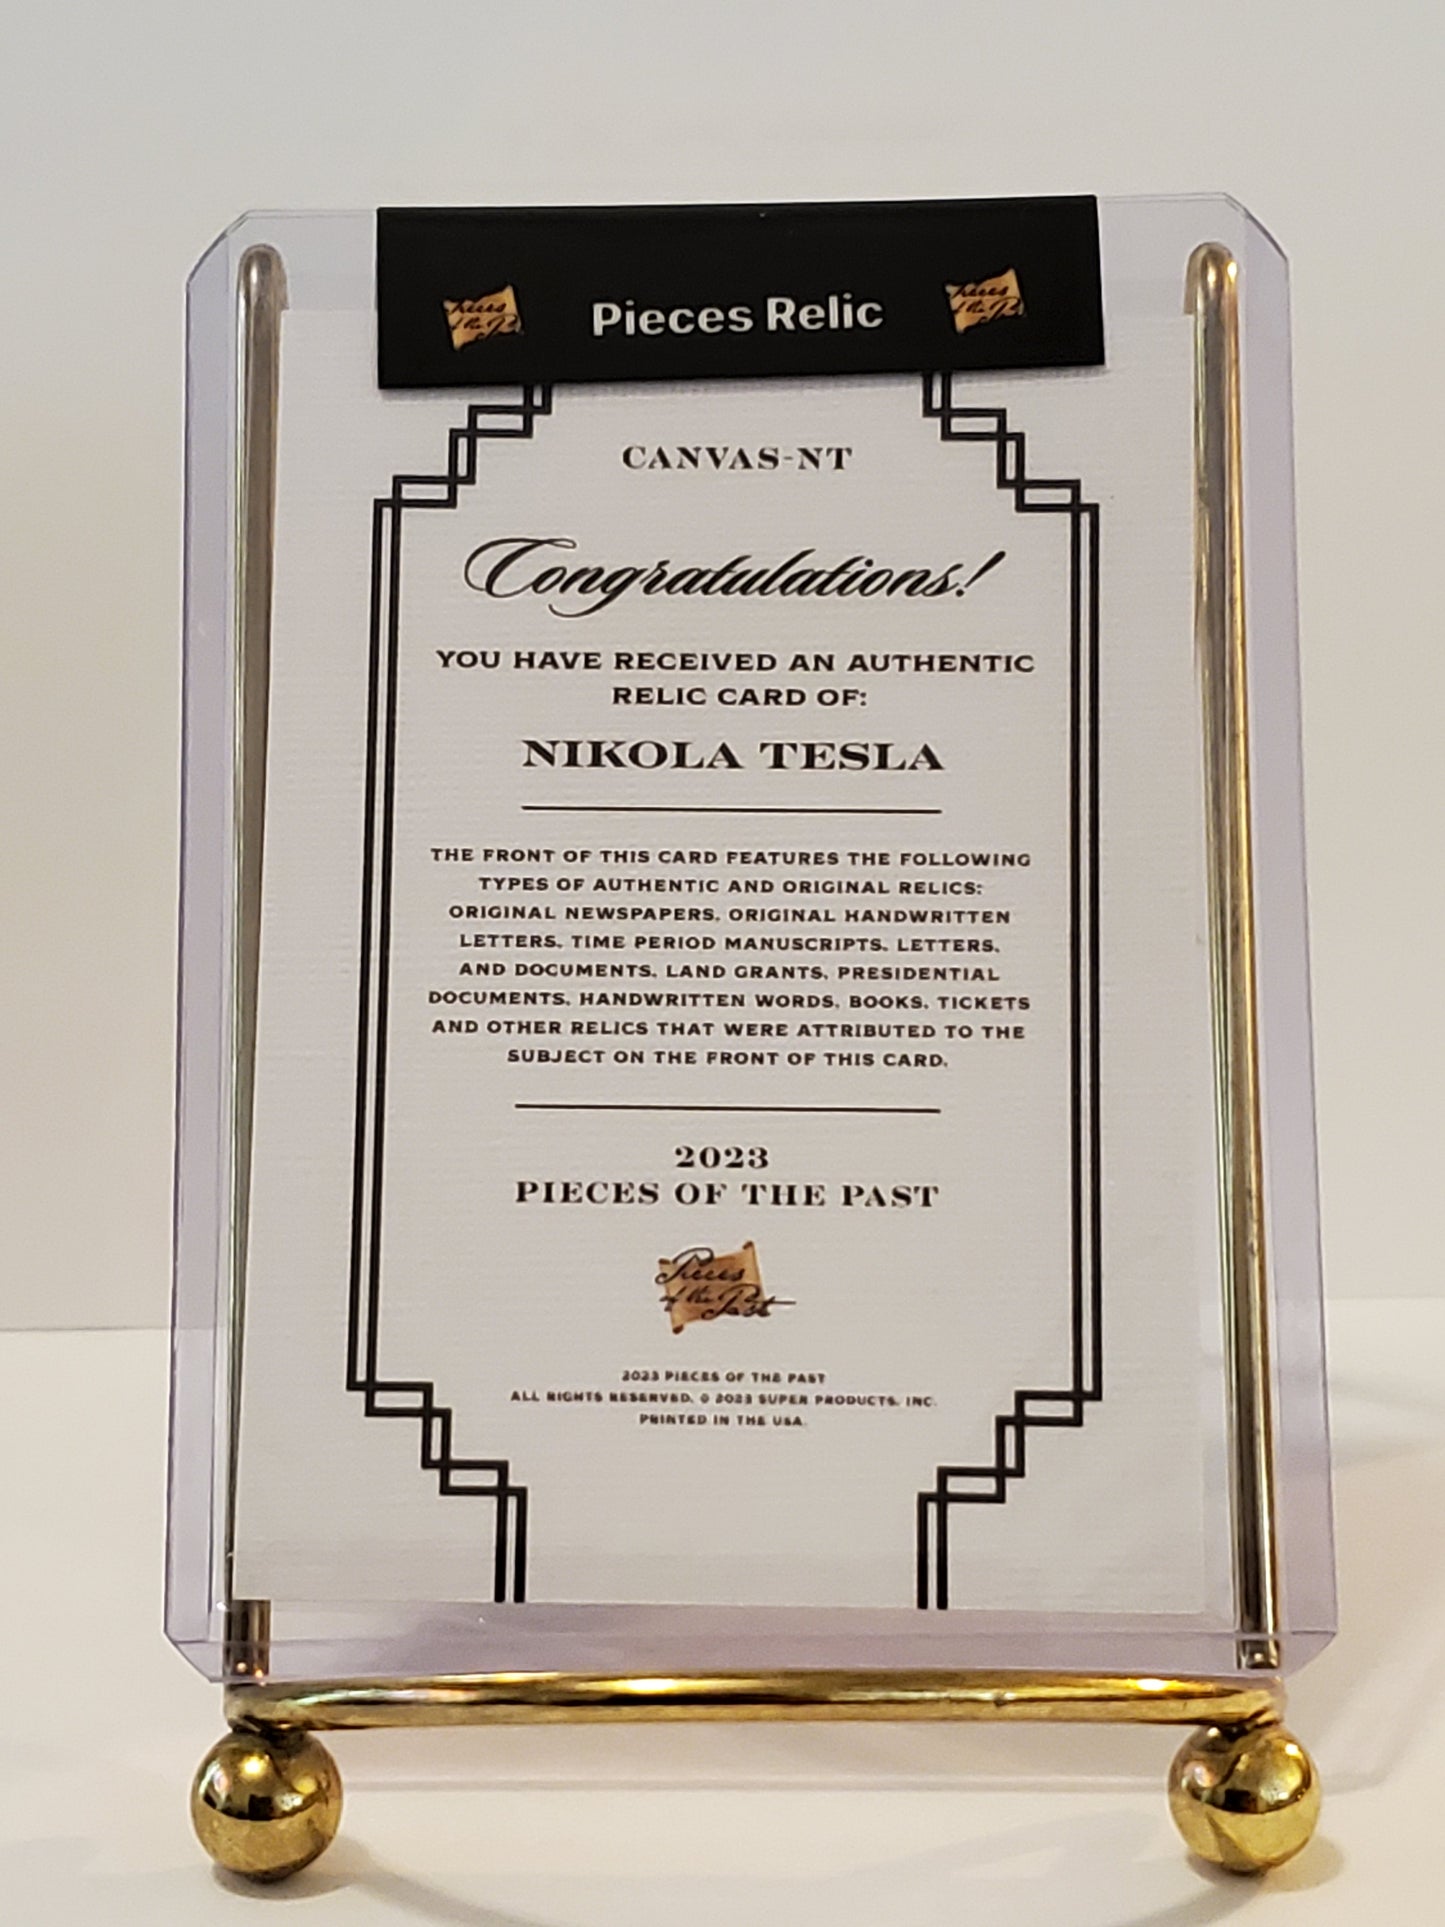 Pieces Relic
CANVAS-NT
Congratulations!
YOU HAVE RECEIVED AN AUTHENTIC
RELIC CARD OF:
NIKOLA TESLA
THE FRONT OF THIS CARD FEATURES THE FOLLOWING
TYPES OF AUTHENTIC AND ORIGINAL RELICS:
ORIGINAL NEWSPAPERS, ORIGINAL HANDWRITTEN
LETTERS, TIME PERIOD MANUSCRIPTS, LETTERS,
AND DOCUMENTS, LAND GRANTS, PRESIDENTIAL
DOCUMENTS, HANDWRITTEN WORDS, BOOKS, TICKETS
AND OTHER RELICS THAT WERE ATTRIBUTED TO THE
SUBJECT ON THE FRONT OF THIS CARD.
2023
PIECES OF THE PAST
Pieces
of the Past
2023 PIECES OF THE PAST
ALL RIGHTS RESERVED. © 2023 SUPER PRODUCTS, INC.
PRINTED IN THE USA